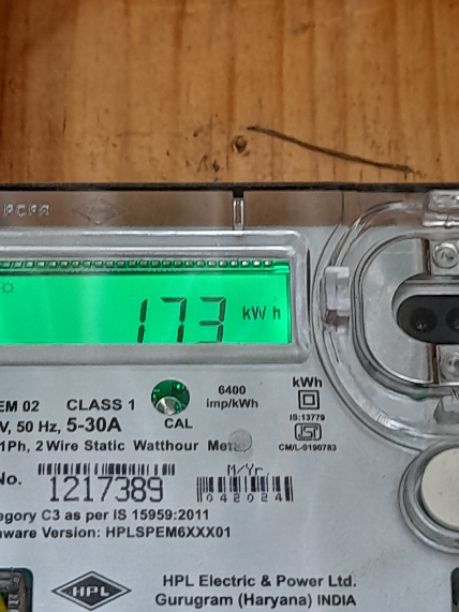 173 kWh
6400
imp/kWh
kWh
EM 02 CLASS 1
CAL
IS:13779
V, 50 Hz, 5-30A
ISI
CM/L-9190783
1Ph, 2 Wire Static Watthour
No. 1217389
M/Yr.
042024
egory C3 as per IS 15959:2011
ware Version: HPLSPEM6XXX01
HPL
HPL Electric & Power Ltd.
Gurugram (Haryana) INDIA